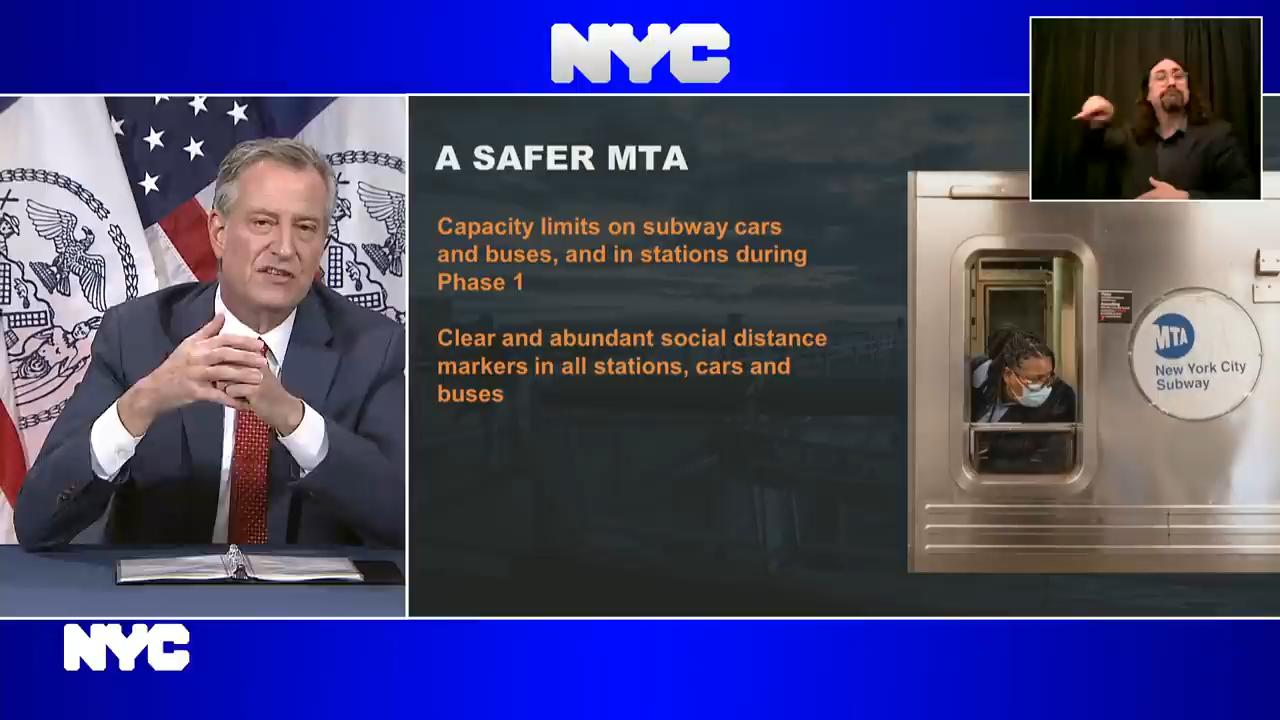 NYC
A SAFER MTA
Capacity limits on subway cars
and buses, and in stations during
Phase 1
Clear and abundant social distance
markers in all stations, cars and
buses
MTA
New York City
Subway
NYC